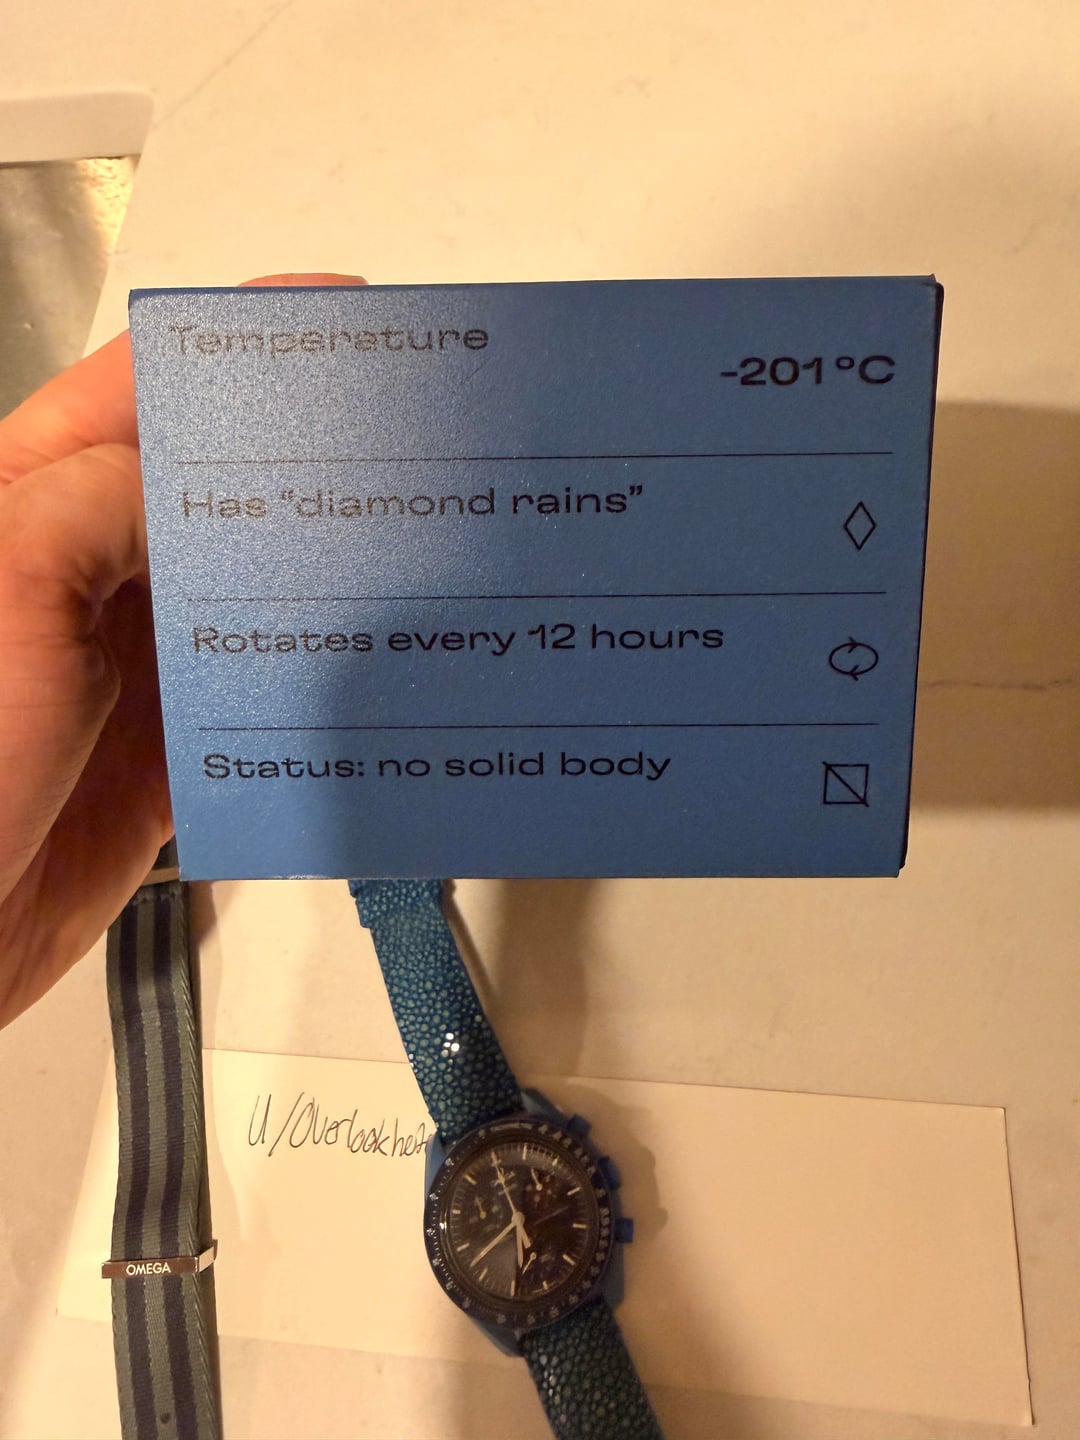 Temperature
-201°C
Has “diamond rains”
Rotates every 12 hours
Status: no solid body
OMEGA